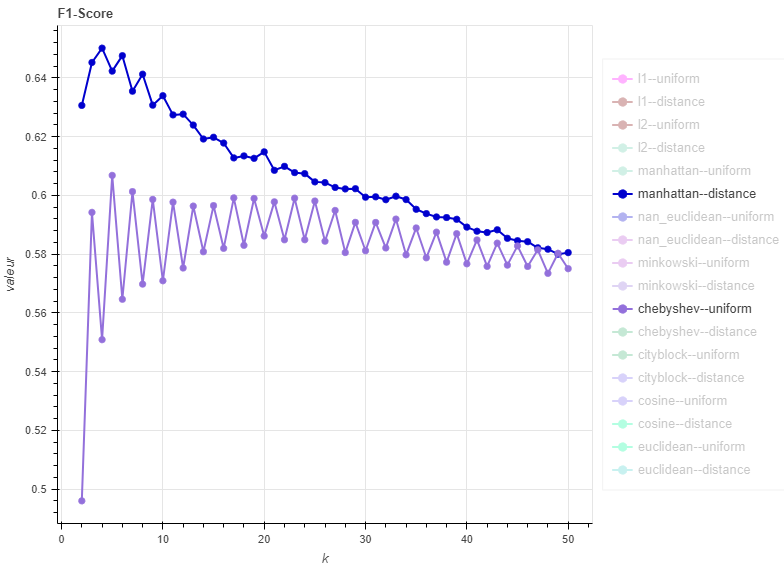 F1-Score
0.64
0.62
0.6
0.58
0.56
0.54
0.52
0.5
valeur
0
10
20
30
40
50
k
l1--uniform
l1--distance
l2--uniform
l2--distance
manhattan--uniform
manhattan--distance
nan_euclidean--uniform
nan_euclidean--distance
minkowski--uniform
minkowski--distance
chebyshev--uniform
chebyshev--distance
cityblock--uniform
cityblock--distance
cosine--uniform
cosine--distance
euclidean--uniform
euclidean--distance